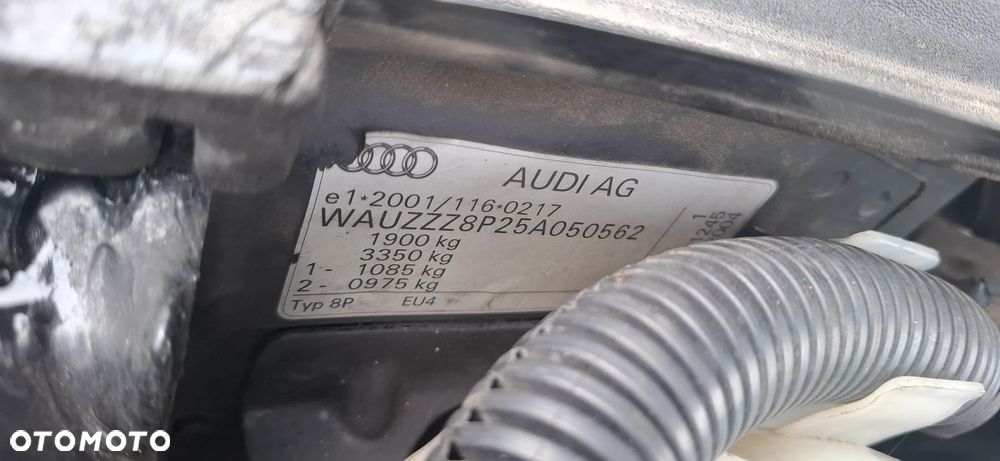 AUDI AG
e1*2001/116*0217
WAUZZZ8P25A050562
1900 kg
3350 kg
1- 1085 kg
2- 0975 kg
Typ 8P EU4
OTOMOTO